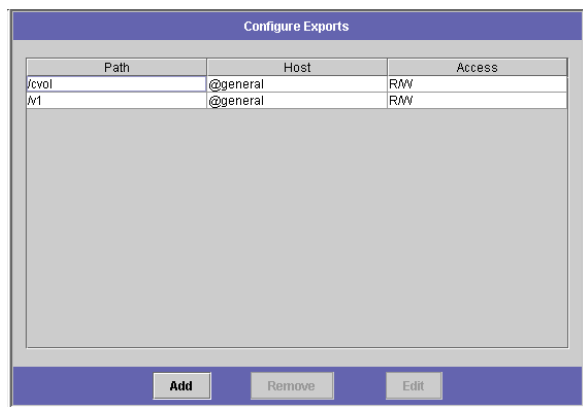 Configure Exports
Path Host Access
/cvol @general R/W
/v1 @general R/W
Add Remove Edit